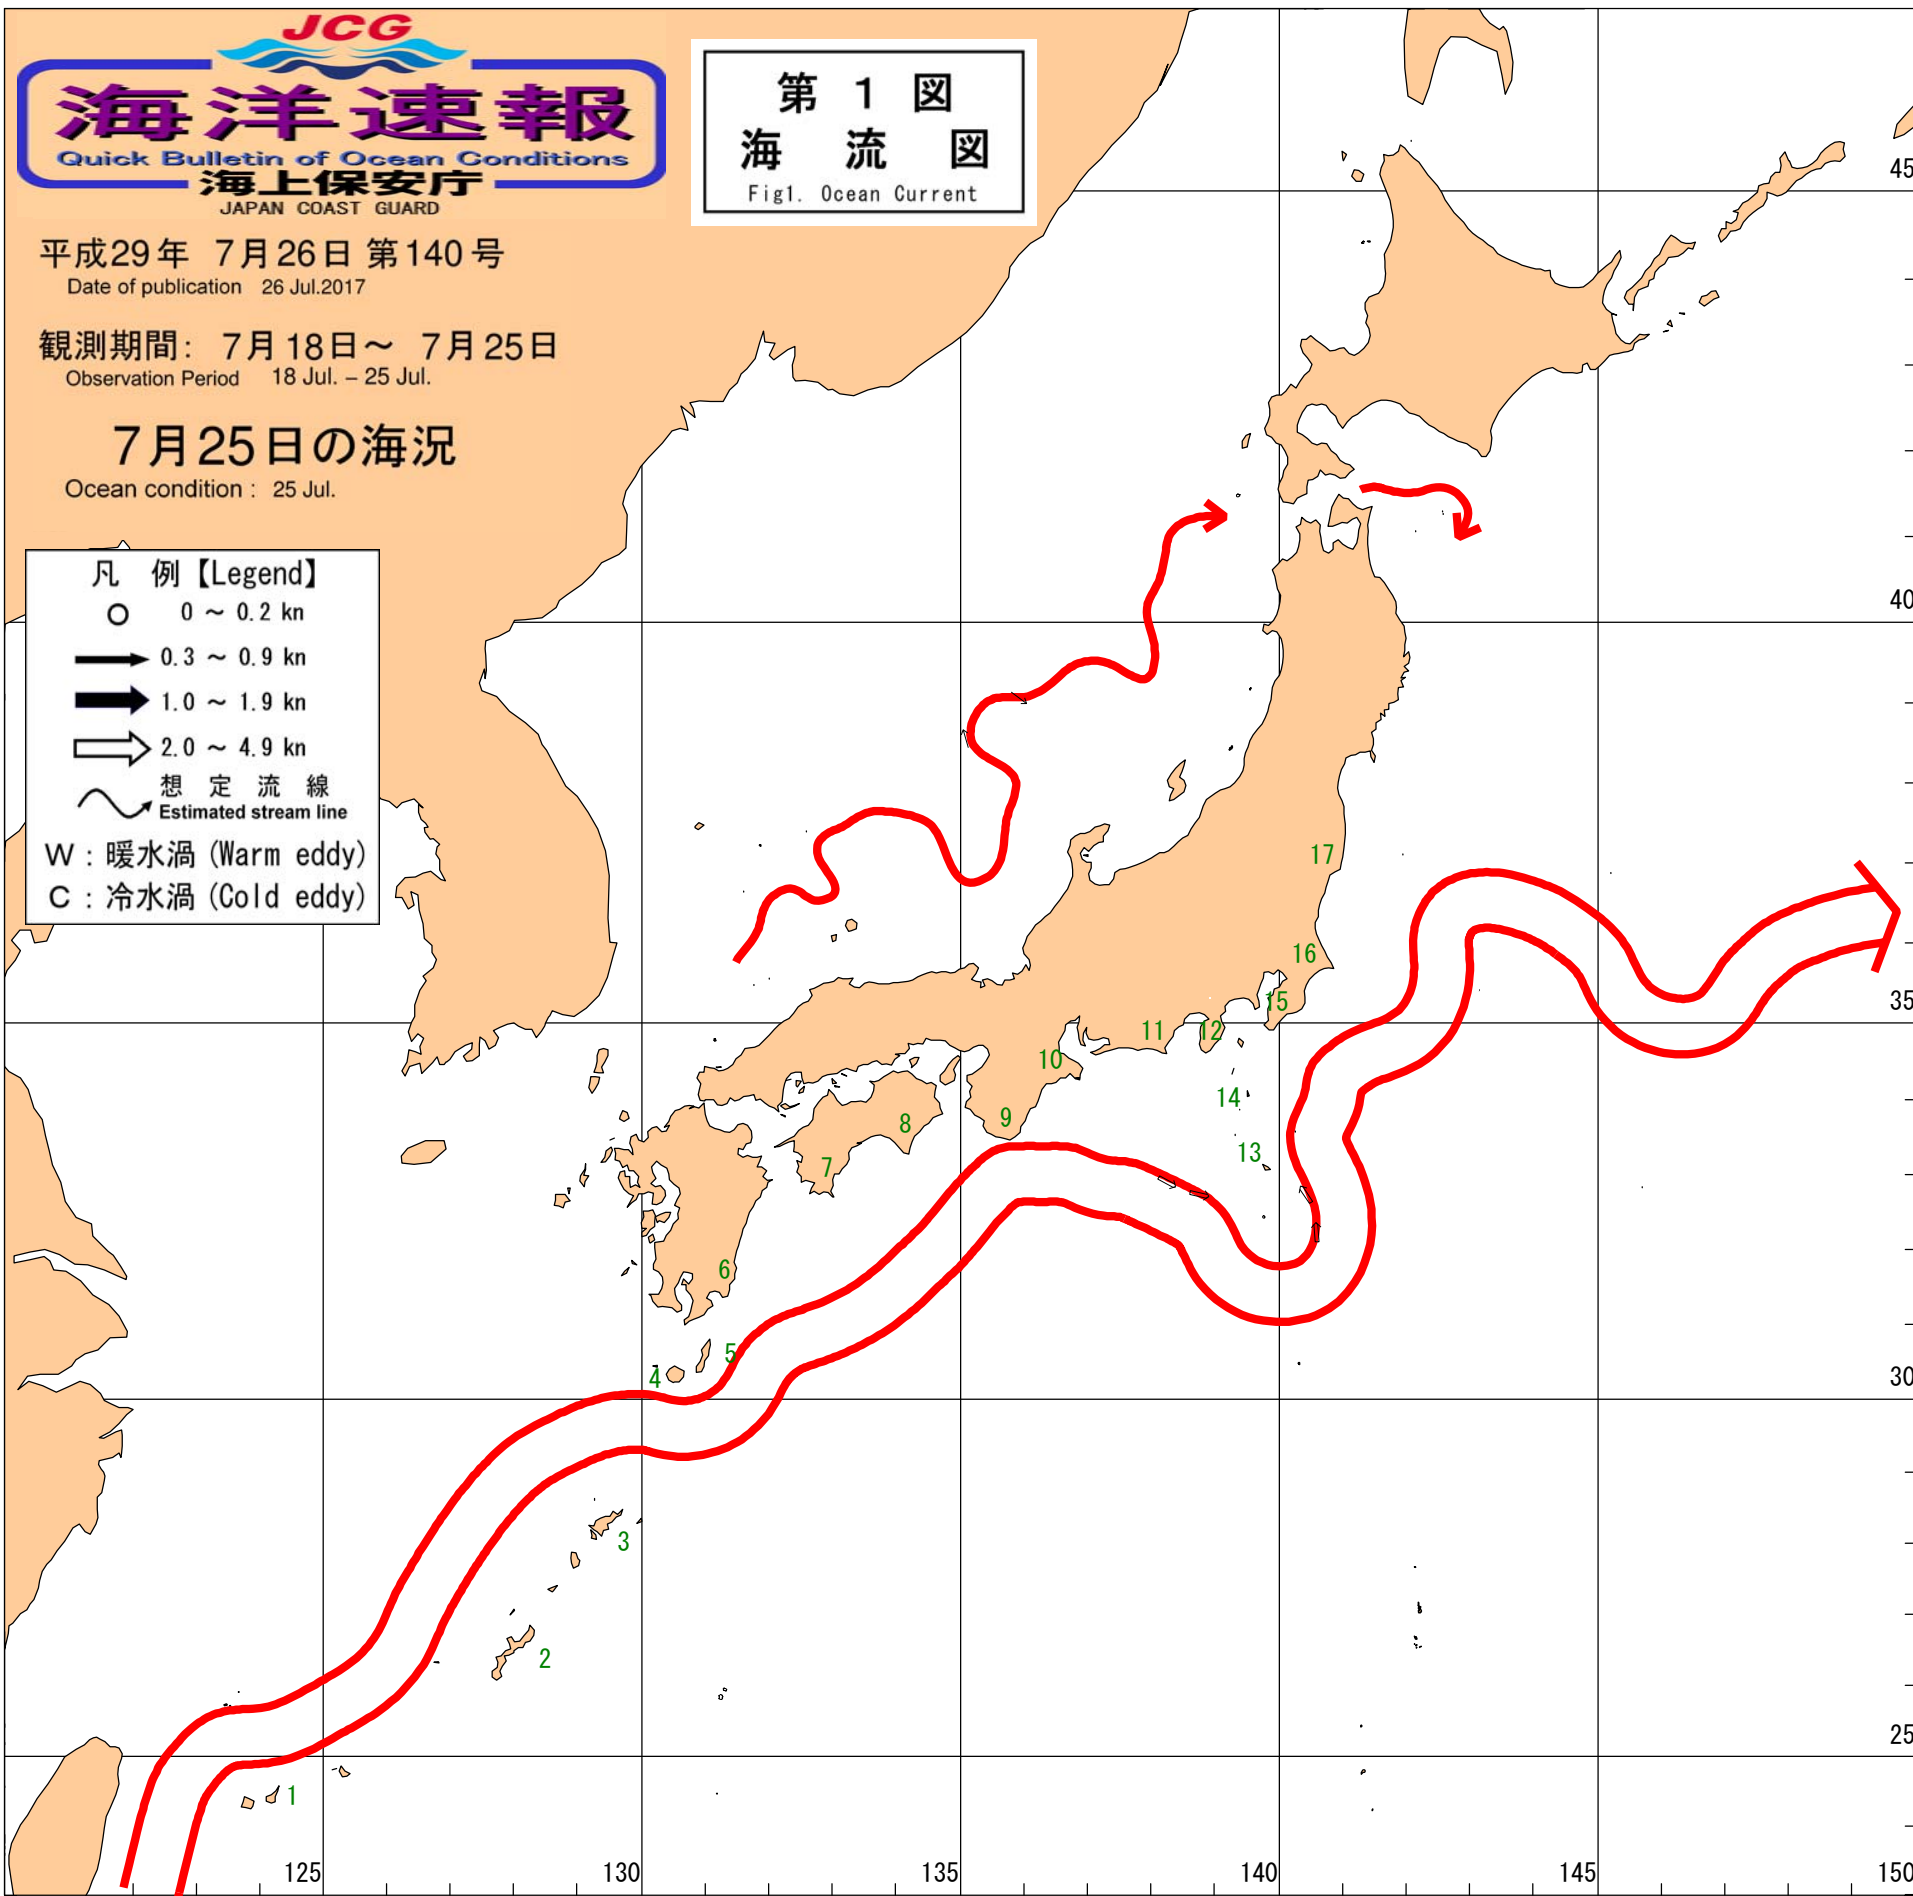 JCG
海洋速報
Quick Bulletin of Ocean Conditions
海上保安庁
JAPAN COAST GUARD
第 1 図
海 流 図
Fig1. Ocean Current
平成29年 7月26日 第140号
Date of publication 26 Jul.2017
観測期間: 7月18日～ 7月25日
Observation Period 18 Jul. – 25 Jul.
7月25日の海況
Ocean condition : 25 Jul.
凡 例【Legend】
0 ～ 0.2 kn
0.3 ～ 0.9 kn
1.0 ～ 1.9 kn
2.0 ～ 4.9 kn
想 定 流 線
Estimated stream line
W : 暖水渦 (Warm eddy)
C : 冷水渦 (Cold eddy)
45
40
17
16
35
15
14
13
12
11
10
9
8
7
6
5
4
30
3
2
25
1
125
130
135
140
145
150